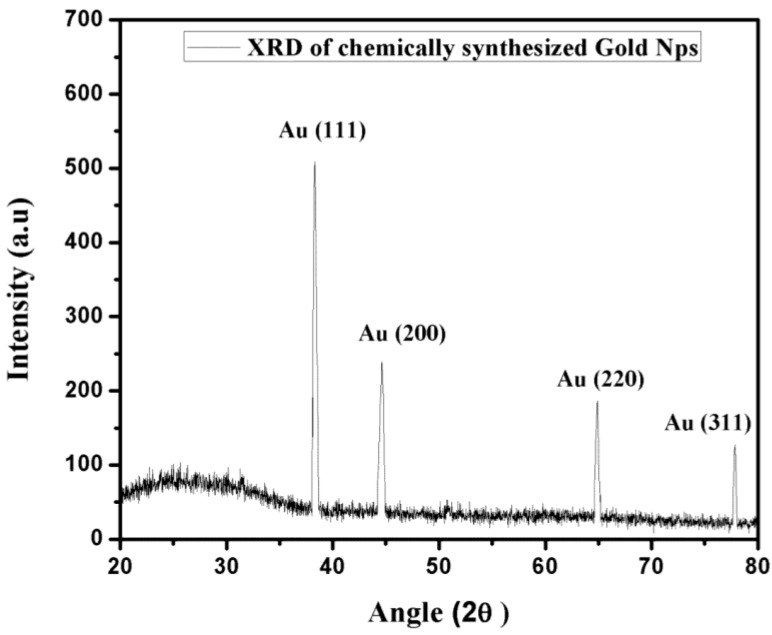 XRD of chemically synthesized Gold Nps
Au (111)
Au (200)
Au (220)
Au (311)
700
600
500
400
300
200
100
0
Intensity (a.u)
20 30 40 50 60 70 80
Angle (2θ )